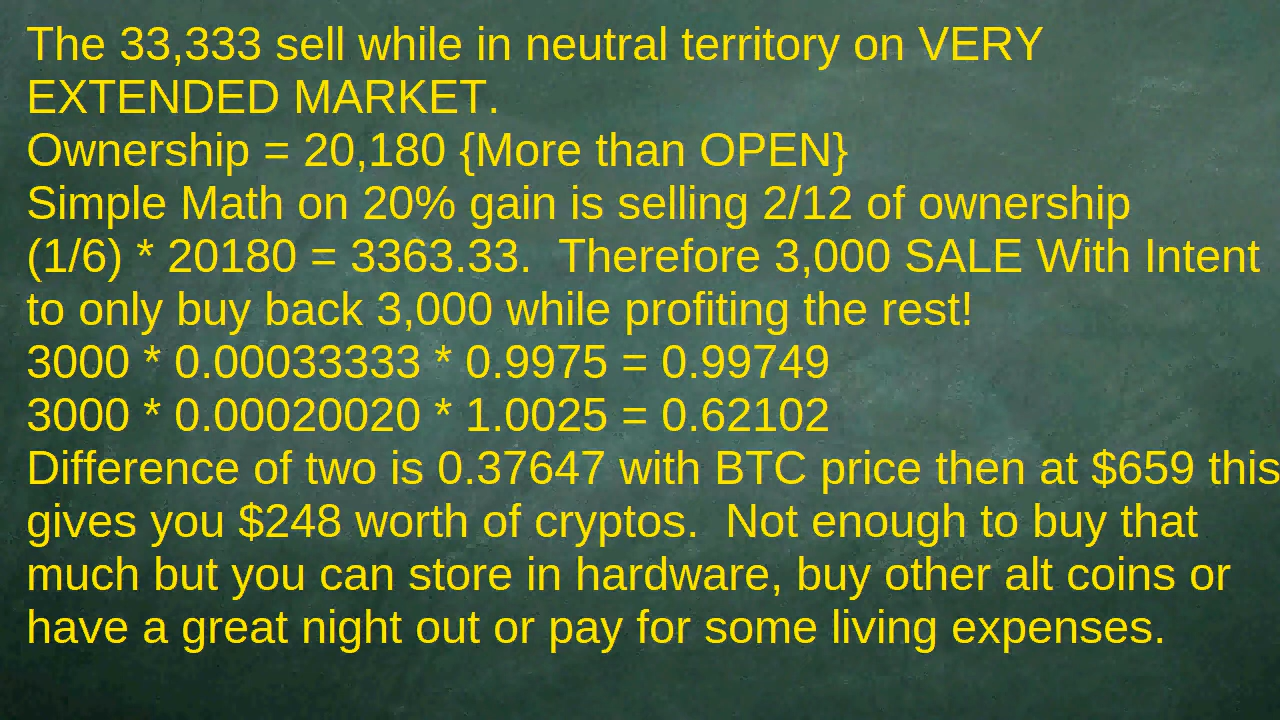 The 33,333 sell while in neutral territory on VERY
EXTENDED MARKET.
Ownership = 20,180 {More than OPEN}
Simple Math on 20% gain is selling 2/12 of ownership
(1/6) * 20180 = 3363.33.  Therefore 3,000 SALE With Intent
to only buy back 3,000 while profiting the rest!
3000 * 0.00033333 * 0.9975 = 0.99749
3000 * 0.00020020 * 1.0025 = 0.62102
Difference of two is 0.37647 with BTC price then at $659 this
gives you $248 worth of cryptos.  Not enough to buy that
much but you can store in hardware, buy other alt coins or
have a great night out or pay for some living expenses.